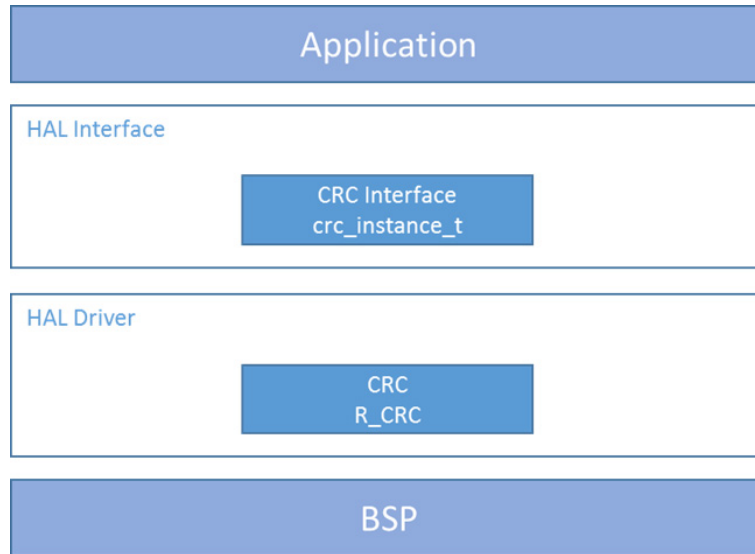 Application
HAL Interface
CRC Interface
crc_instance_t
HAL Driver
CRC
R_CRC
BSP